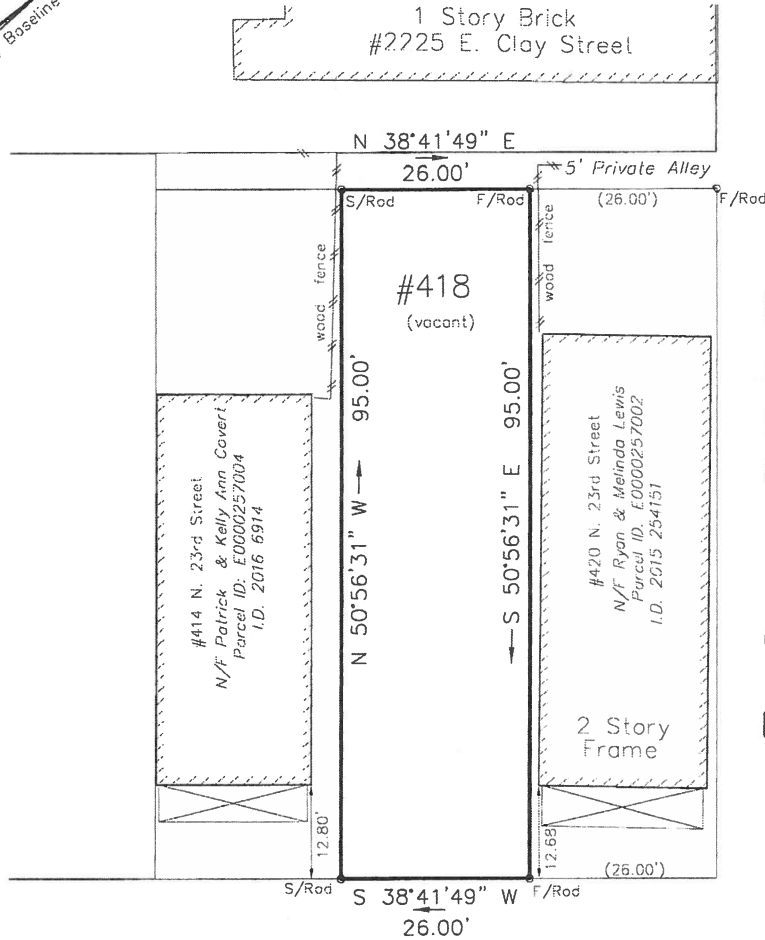 Baseline
1 Story Brick
#2225 E. Clay Street
N 38°41'49" E
26.00'
5' Private Alley
S/Rod
F/Rod
(26.00')
F/Rod
wood fence
wood fence
#418
(vacant)
95.00'
95.00'
N 50°56'31" W
S 50°56'31" E
#414 N. 23rd Street
N/F Patrick & Kelly Ann Covert
Parcel ID: E0000257004
I.D. 2016 6914
#420 N. 23rd Street
N/F Ryan & Melinda Lewis
Parcel ID. E0000257002
I.D. 2015 254151
2 Story
Frame
12.80'
12.68'
(26.00')
S/Rod
S 38°41'49" W
F/Rod
26.00'